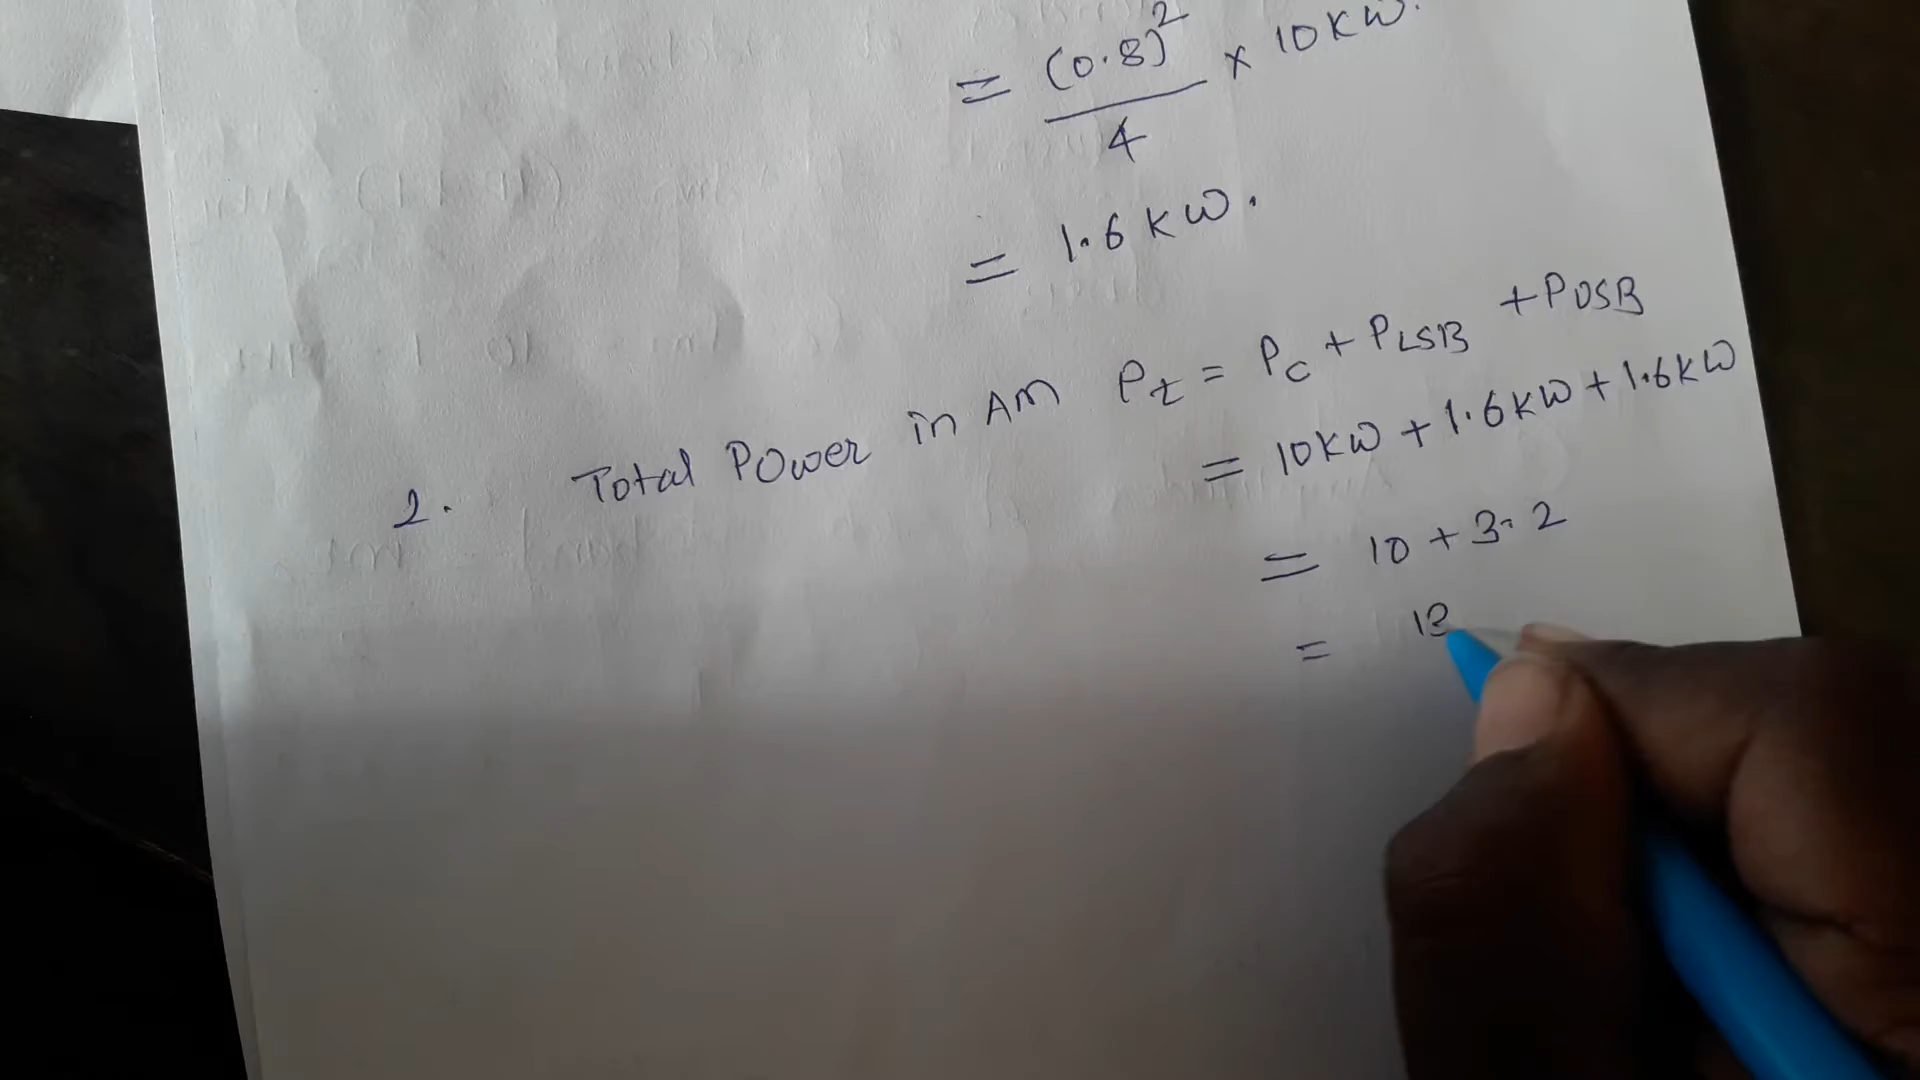 = (0.8)² / 4 × 10KW.
= 1.6 KW.
2. Total Power in AM Pt = Pc + PLSB + PUSB
= 10KW + 1.6KW + 1.6KW
= 10 + 3.2
= 13